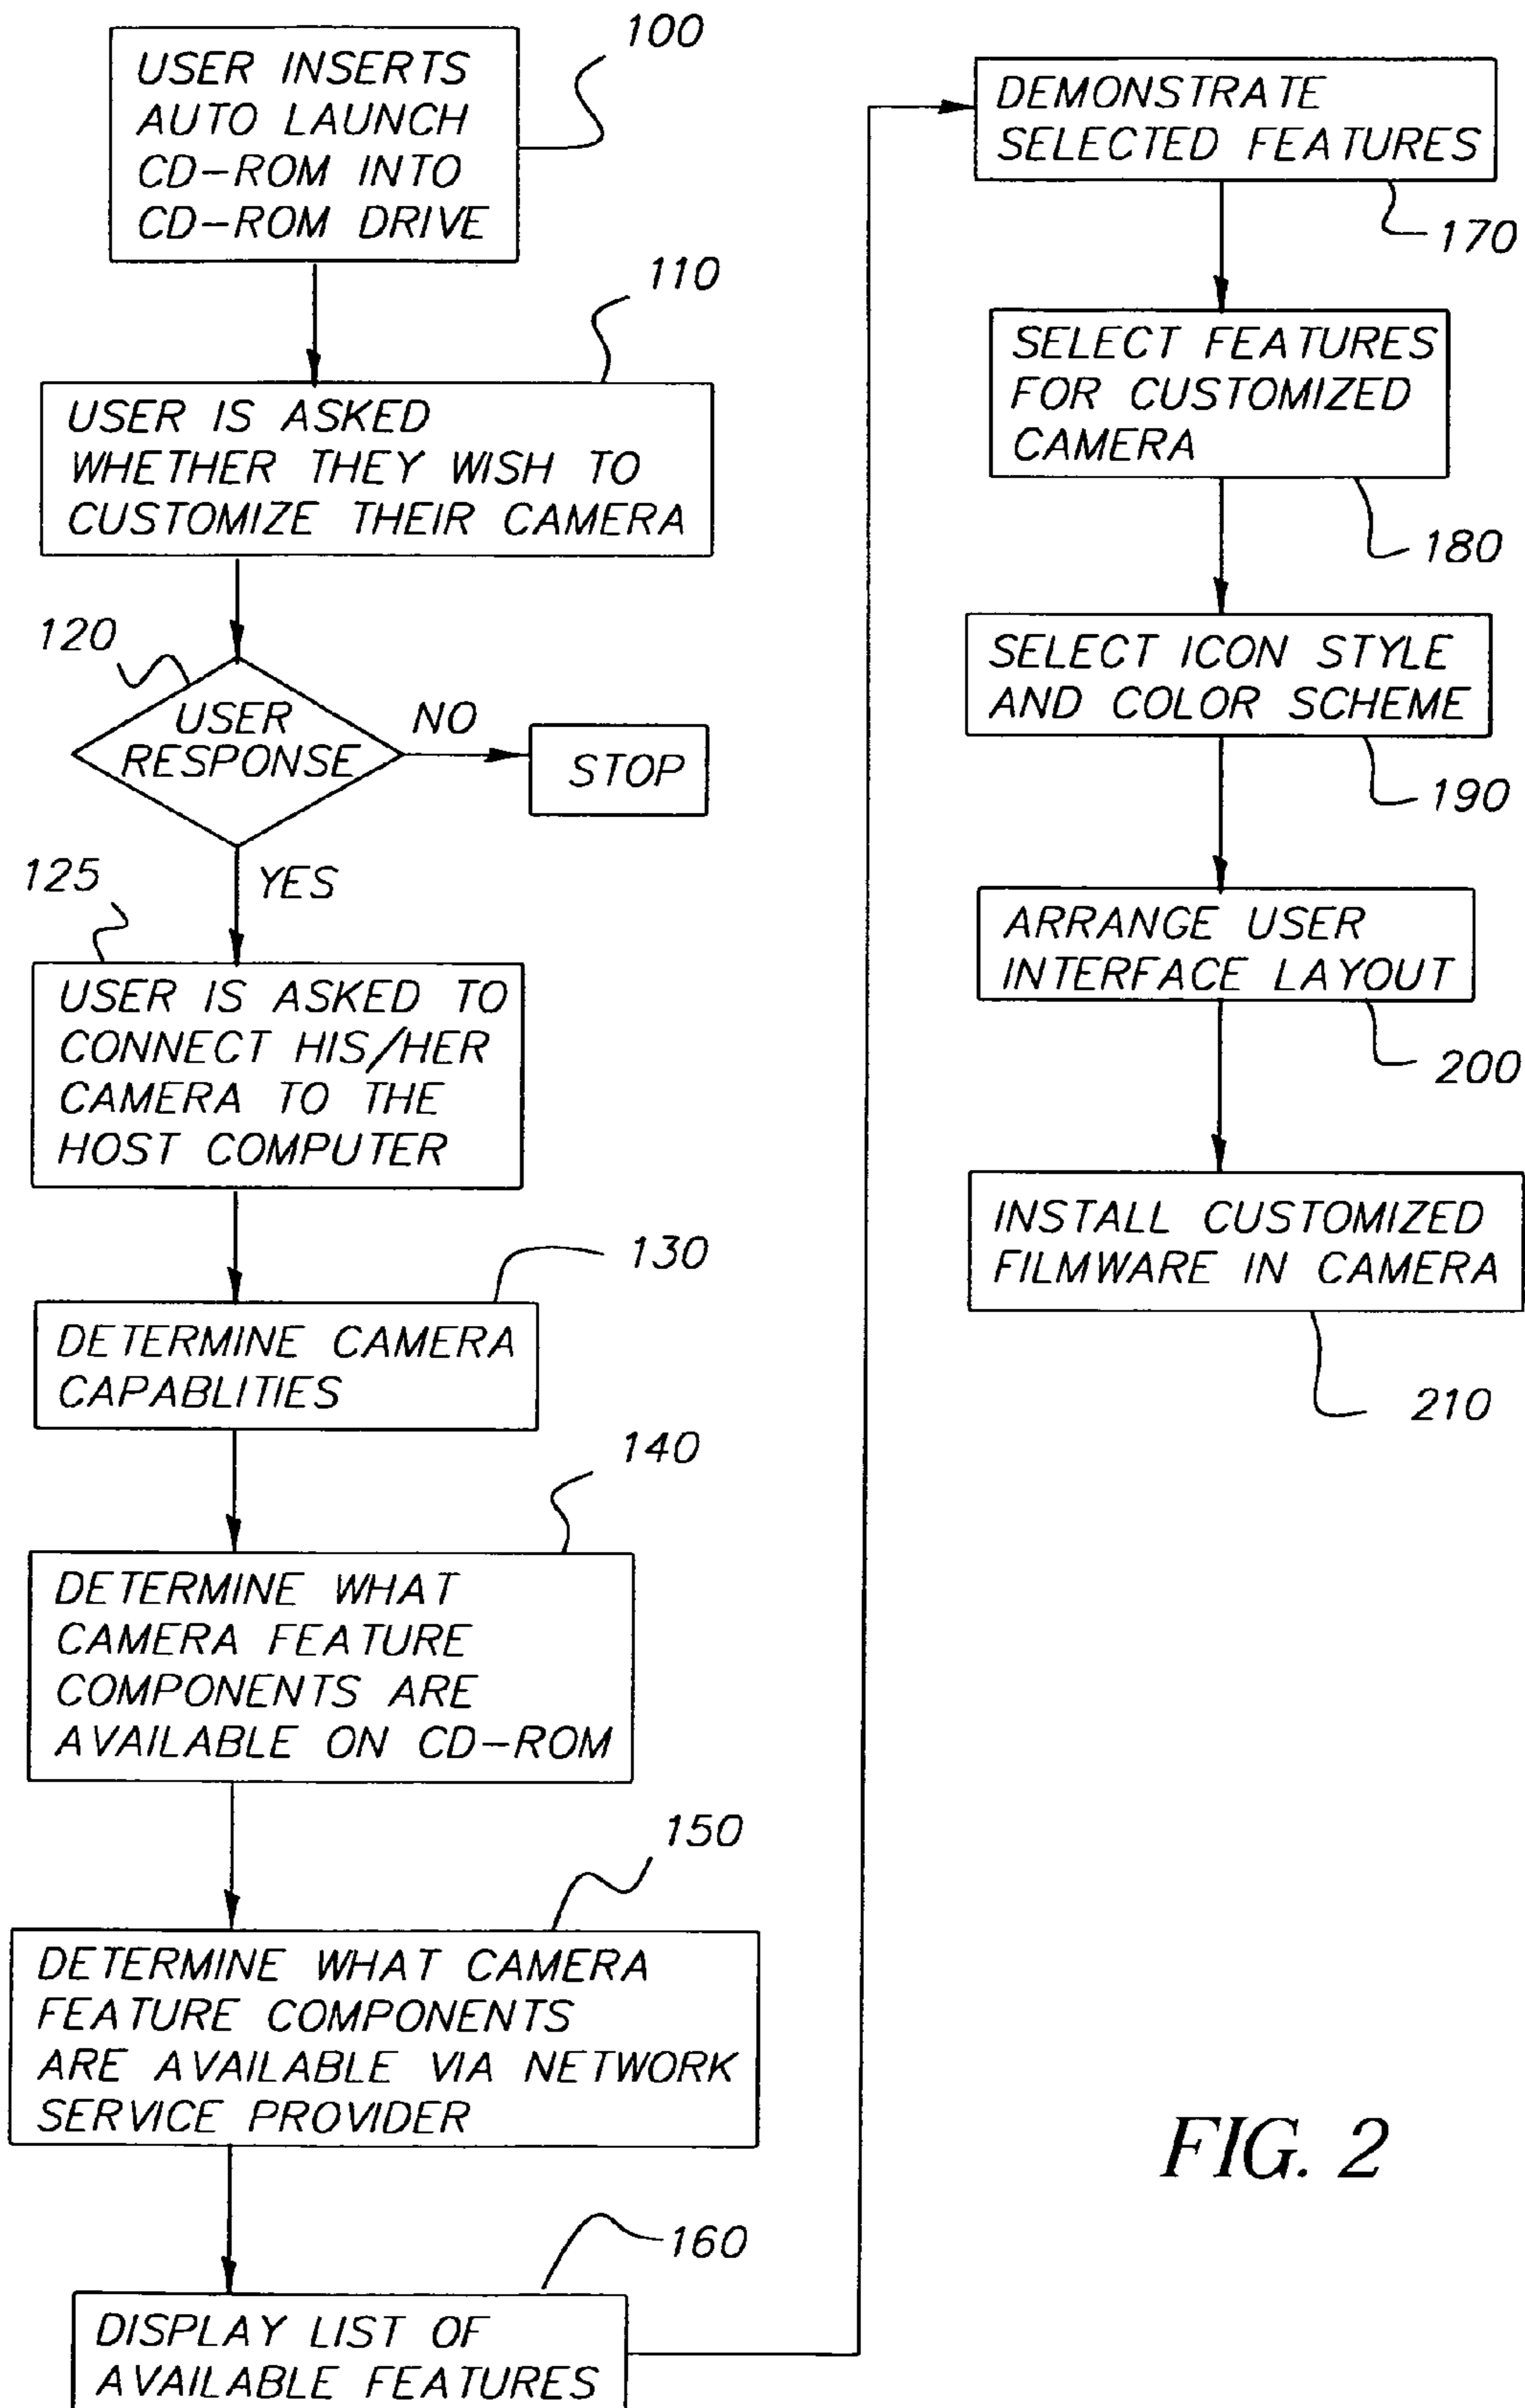 100
USER INSERTS
AUTO LAUNCH
CD-ROM INTO
CD-ROM DRIVE
110
USER IS ASKED
WHETHER THEY WISH TO
CUSTOMIZE THEIR CAMERA
120
USER
RESPONSE
NO
STOP
YES
125
USER IS ASKED TO
CONNECT HIS/HER
CAMERA TO THE
HOST COMPUTER
130
DETERMINE CAMERA
CAPABLITIES
140
DETERMINE WHAT
CAMERA FEATURE
COMPONENTS ARE
AVAILABLE ON CD-ROM
150
DETERMINE WHAT CAMERA
FEATURE COMPONENTS
ARE AVAILABLE VIA NETWORK
SERVICE PROVIDER
160
DISPLAY LIST OF
AVAILABLE FEATURES
DEMONSTRATE
SELECTED FEATURES
170
SELECT FEATURES
FOR CUSTOMIZED
CAMERA
180
SELECT ICON STYLE
AND COLOR SCHEME
190
ARRANGE USER
INTERFACE LAYOUT
200
INSTALL CUSTOMIZED
FILMWARE IN CAMERA
210
FIG. 2